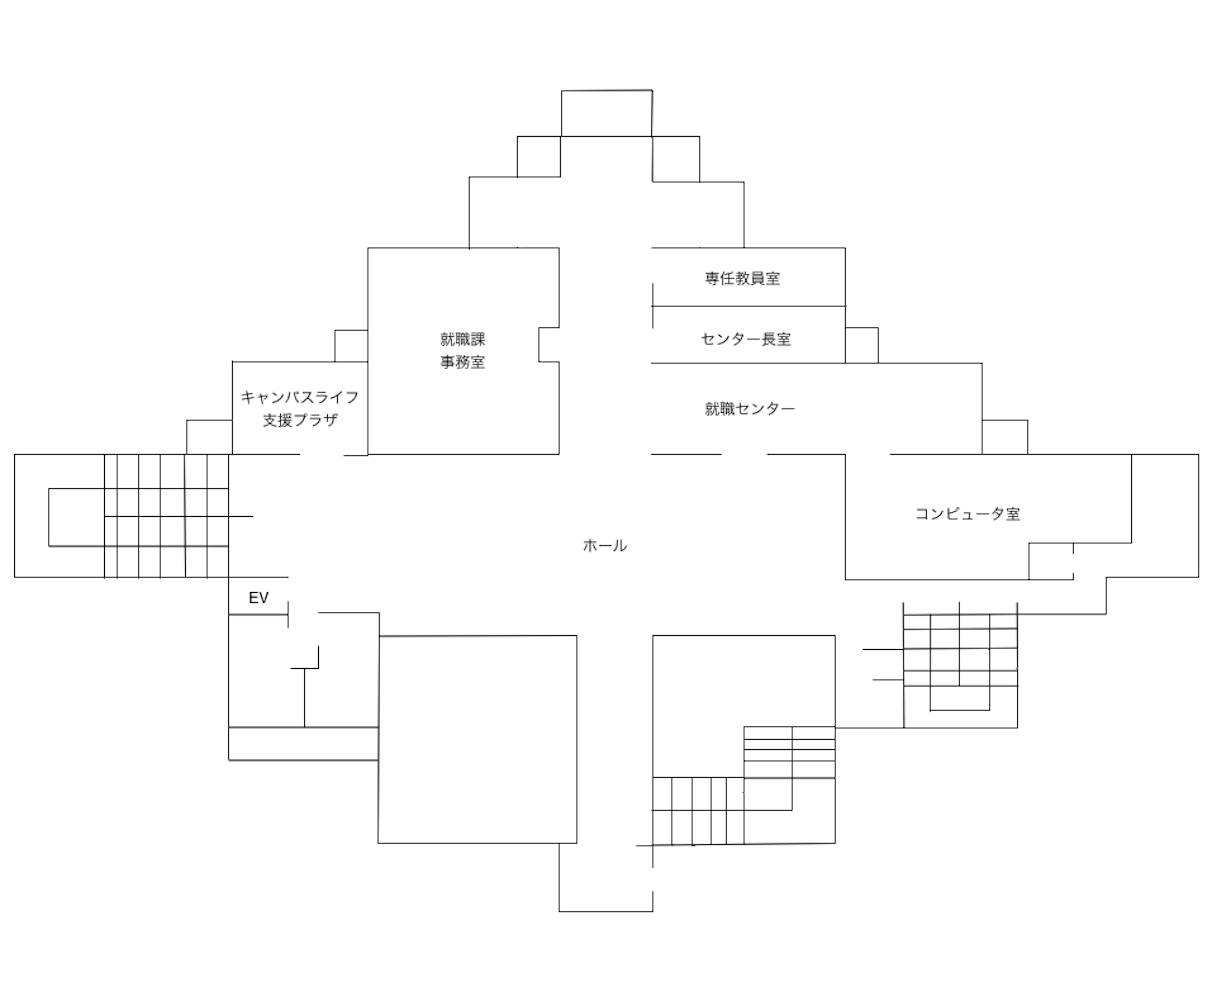 専任教員室
就職課
事務室
センター長室
キャンパスライフ
支援プラザ
就職センター
コンピュータ室
ホール
EV